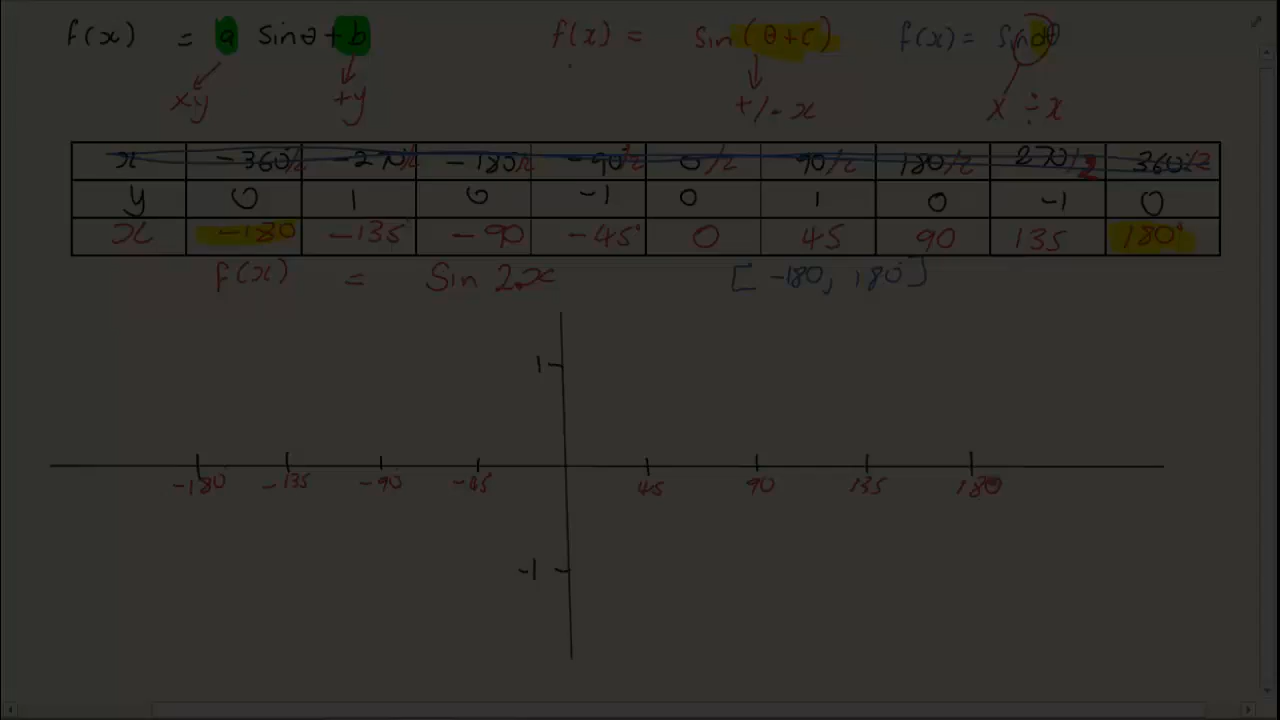 f(x) = a sinθ + b f(x) = sin (θ+c) f(x) = sin dθ
xy +y +/- x x ÷ x
x -360/2 -270/2 -180/2 -90/2 0/2 90/2 180/2 270/2 360/2
y 0 1 0 -1 0 1 0 -1 0
x -180 -135° -90 -45° 0 45 90 135 180°
f(x) = Sin 2x [-180, 180]
1
-180 -135 -90 -45 45 90 135 180
-1